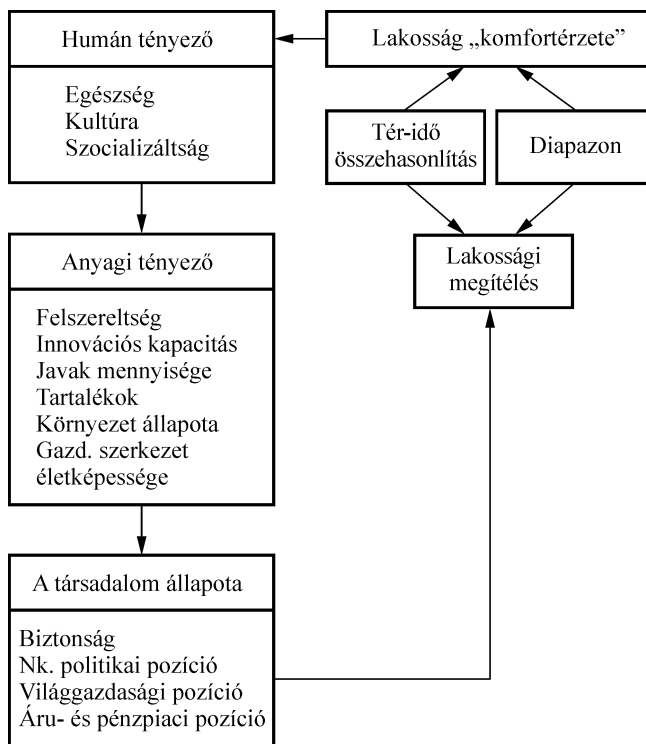 Humán tényező
Egészség
Kultúra
Szocializáltság
Lakosság „komfortérzete”
Tér-idő
összehasonlítás
Diapazon
Lakossági
megítélés
Anyagi tényező
Felszereltség
Innovációs kapacitás
Javak mennyisége
Tartalékok
Környezet állapota
Gazd. szerkezet
életképessége
A társadalom állapota
Biztonság
Nk. politikai pozíció
Világgazdasági pozíció
Áru- és pénzpiaci pozíció